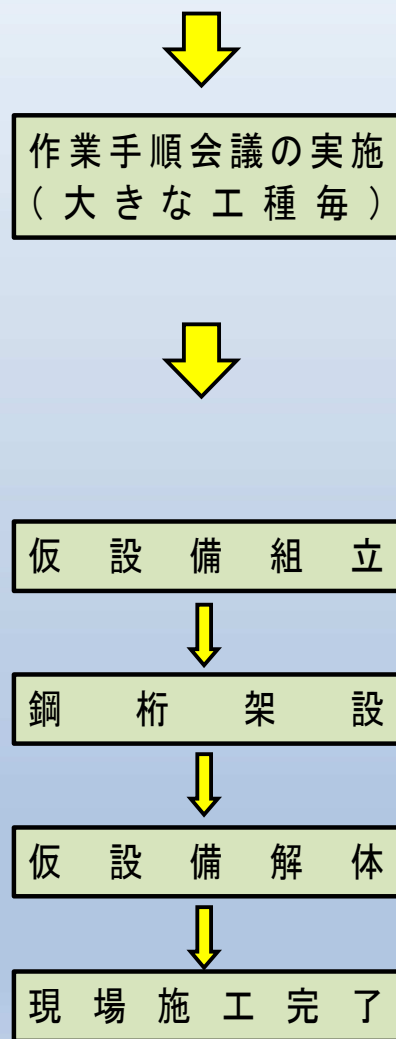 作業手順会議の実施
(大きな工種毎)
仮設備組立
鋼桁架設
仮設備解体
現場施工完了